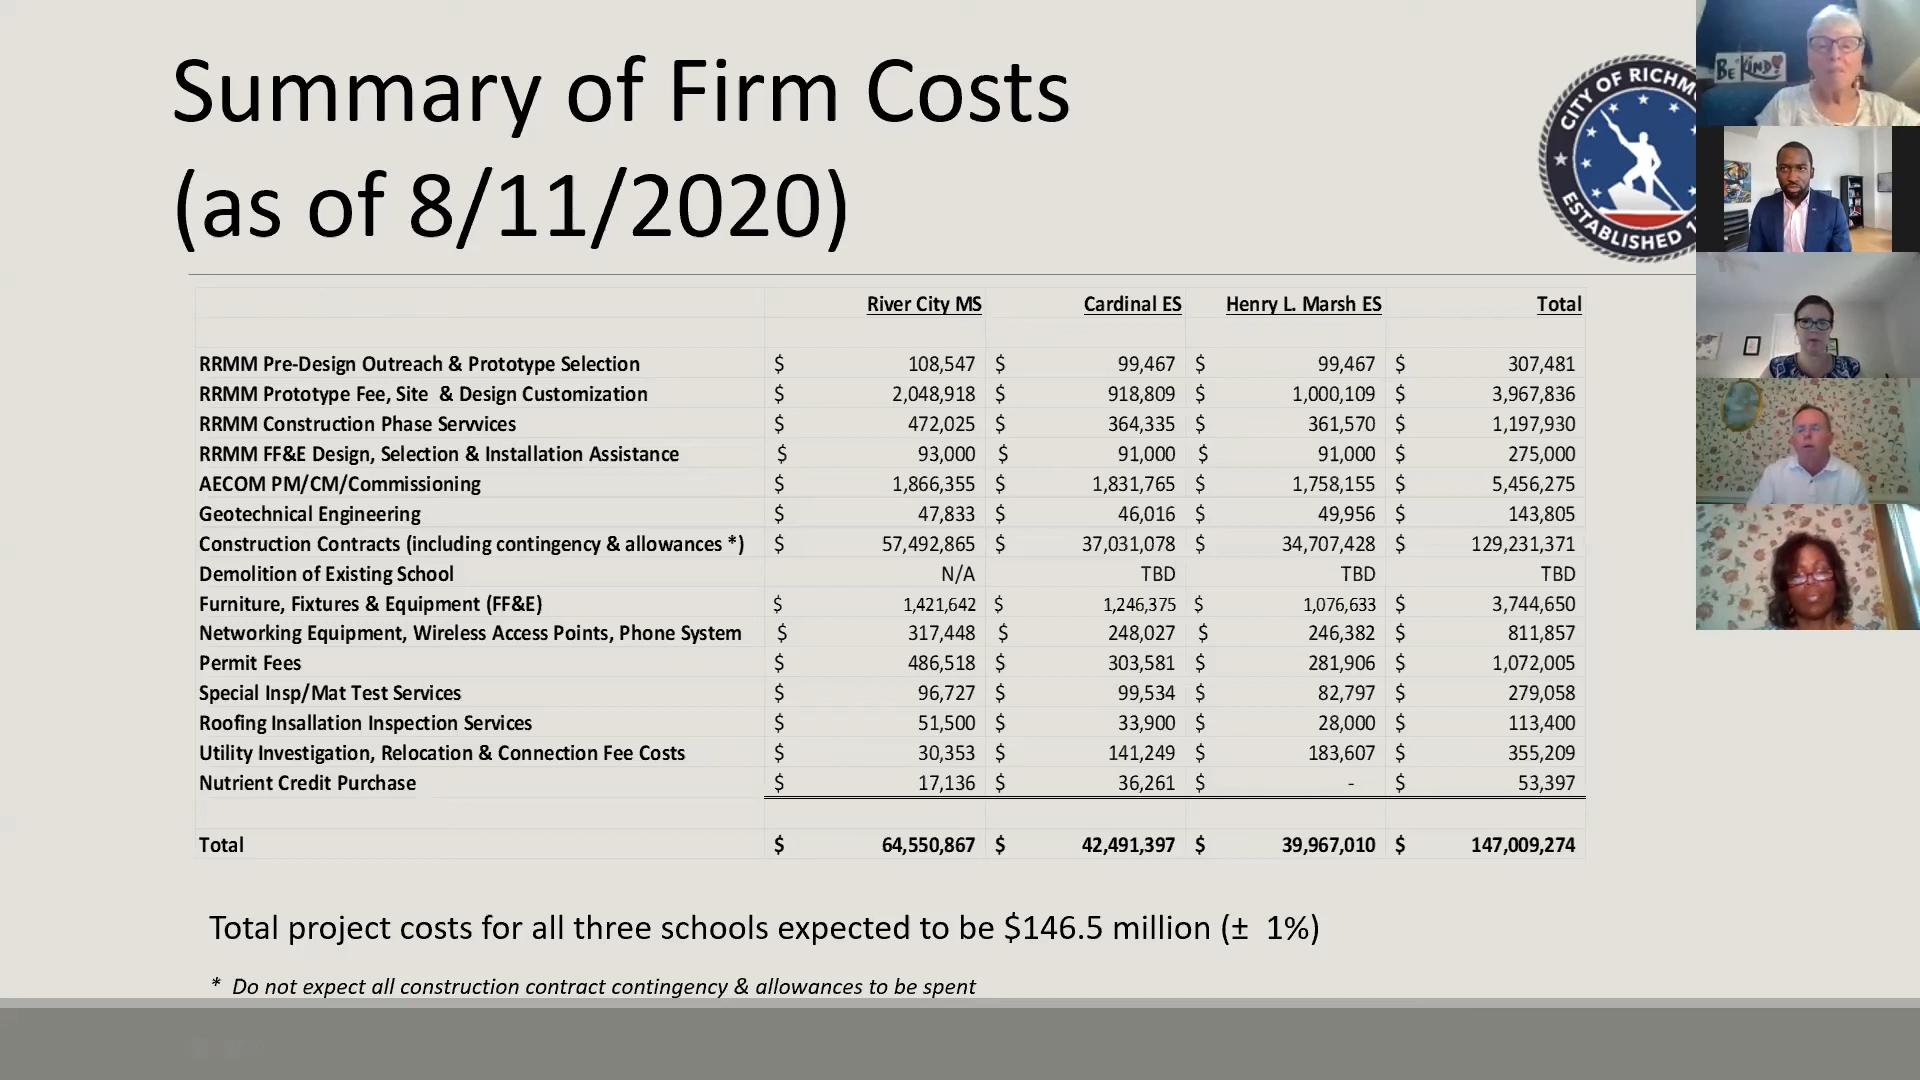 Summary of Firm Costs
(as of 8/11/2020)
CITY OF RICHM
ESTABLISHED 1
BE KIND!
River City MS Cardinal ES Henry L. Marsh ES Total
RRMM Pre-Design Outreach & Prototype Selection $ 108,547 $ 99,467 $ 99,467 $ 307,481
RRMM Prototype Fee, Site & Design Customization $ 2,048,918 $ 918,809 $ 1,000,109 $ 3,967,836
RRMM Construction Phase Servvices $ 472,025 $ 364,335 $ 361,570 $ 1,197,930
RRMM FF&E Design, Selection & Installation Assistance $ 93,000 $ 91,000 $ 91,000 $ 275,000
AECOM PM/CM/Commissioning $ 1,866,355 $ 1,831,765 $ 1,758,155 $ 5,456,275
Geotechnical Engineering $ 47,833 $ 46,016 $ 49,956 $ 143,805
Construction Contracts (including contingency & allowances *) $ 57,492,865 $ 37,031,078 $ 34,707,428 $ 129,231,371
Demolition of Existing School N/A TBD TBD TBD
Furniture, Fixtures & Equipment (FF&E) $ 1,421,642 $ 1,246,375 $ 1,076,633 $ 3,744,650
Networking Equipment, Wireless Access Points, Phone System $ 317,448 $ 248,027 $ 246,382 $ 811,857
Permit Fees $ 486,518 $ 303,581 $ 281,906 $ 1,072,005
Special Insp/Mat Test Services $ 96,727 $ 99,534 $ 82,797 $ 279,058
Roofing Insallation Inspection Services $ 51,500 $ 33,900 $ 28,000 $ 113,400
Utility Investigation, Relocation & Connection Fee Costs $ 30,353 $ 141,249 $ 183,607 $ 355,209
Nutrient Credit Purchase $ 17,136 $ 36,261 $ - $ 53,397
Total $ 64,550,867 $ 42,491,397 $ 39,967,010 $ 147,009,274
Total project costs for all three schools expected to be $146.5 million (± 1%)
* Do not expect all construction contract contingency & allowances to be spent